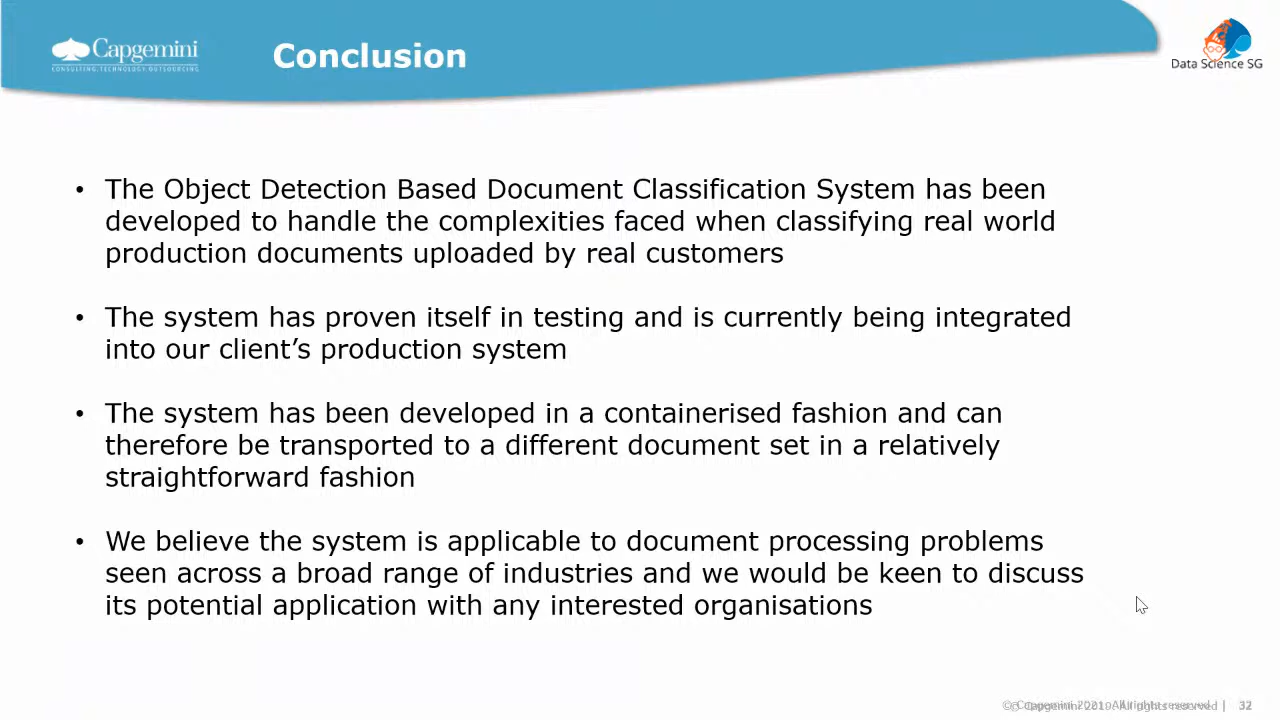 Capgemini
CONSULTING.TECHNOLOGY.OUTSOURCING
Conclusion
Data Science SG
• The Object Detection Based Document Classification System has been
developed to handle the complexities faced when classifying real world
production documents uploaded by real customers
• The system has proven itself in testing and is currently being integrated
into our client’s production system
• The system has been developed in a containerised fashion and can
therefore be transported to a different document set in a relatively
straightforward fashion
• We believe the system is applicable to document processing problems
seen across a broad range of industries and we would be keen to discuss
its potential application with any interested organisations
© Capgemini All rights reserved |